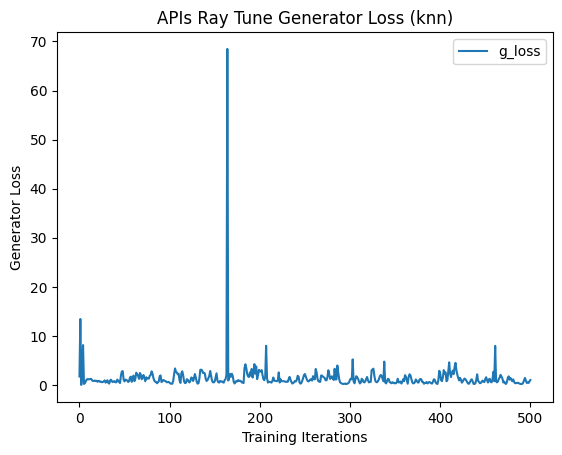 APIs Ray Tune Generator Loss (knn)
g_loss
Generator Loss
70
60
50
40
30
20
10
0
0 100 200 300 400 500
Training Iterations